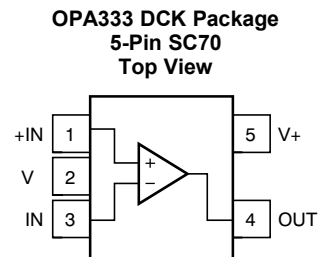 OPA333 DCK Package
5-Pin SC70
Top View
+IN 1 5 V+
+
V 2
−
IN 3 4 OUT